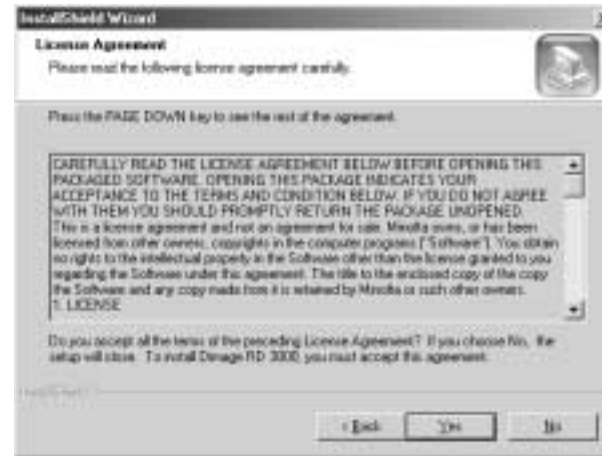 InstallShield Wizard
License Agreement
Please read the following license agreement carefully.
Press the PAGE DOWN key to see the rest of the agreement.
CAREFULLY READ THE LICENSE AGREEMENT BELOW BEFORE OPENING THIS
PACKAGED SOFTWARE. OPENING THIS PACKAGE INDICATES YOUR
ACCEPTANCE TO THE TERMS AND CONDITION BELOW. IF YOU DO NOT AGREE
WITH THEM YOU SHOULD PROMPTLY RETURN THE PACKAGE UNOPENED.
This is a license agreement and not an agreement for sale. Minolta owns, or has been
licensed from other owners, copyrights in the computer programs ("Software"). You obtain
no rights to the intellectual property in the Software other than the license granted to you
regarding the Software under this agreement. The title to the enclosed copy of the copy
the Software and any copy made from it is retained by Minolta or such other owners.
1. LICENSE
Do you accept all the terms of the preceding License Agreement? If you choose No, the
setup will close. To install Dimage RD 3000, you must accept this agreement.
InstallShield
< Back
Yes
No